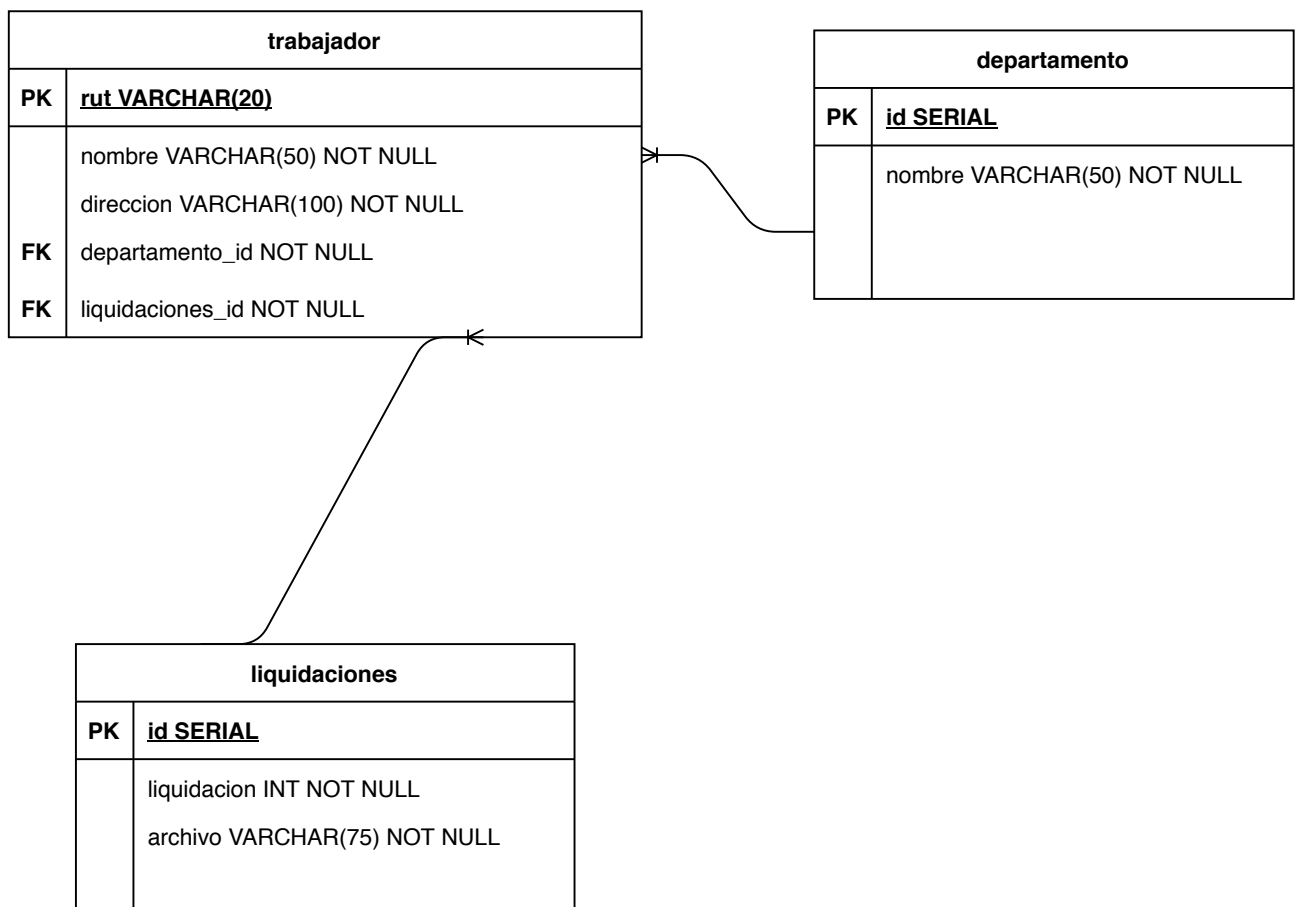 trabajador
PK rut VARCHAR(20)
nombre VARCHAR(50) NOT NULL
direccion VARCHAR(100) NOT NULL
FK departamento_id NOT NULL
FK liquidaciones_id NOT NULL
departamento
PK id SERIAL
nombre VARCHAR(50) NOT NULL
liquidaciones
PK id SERIAL
liquidacion INT NOT NULL
archivo VARCHAR(75) NOT NULL